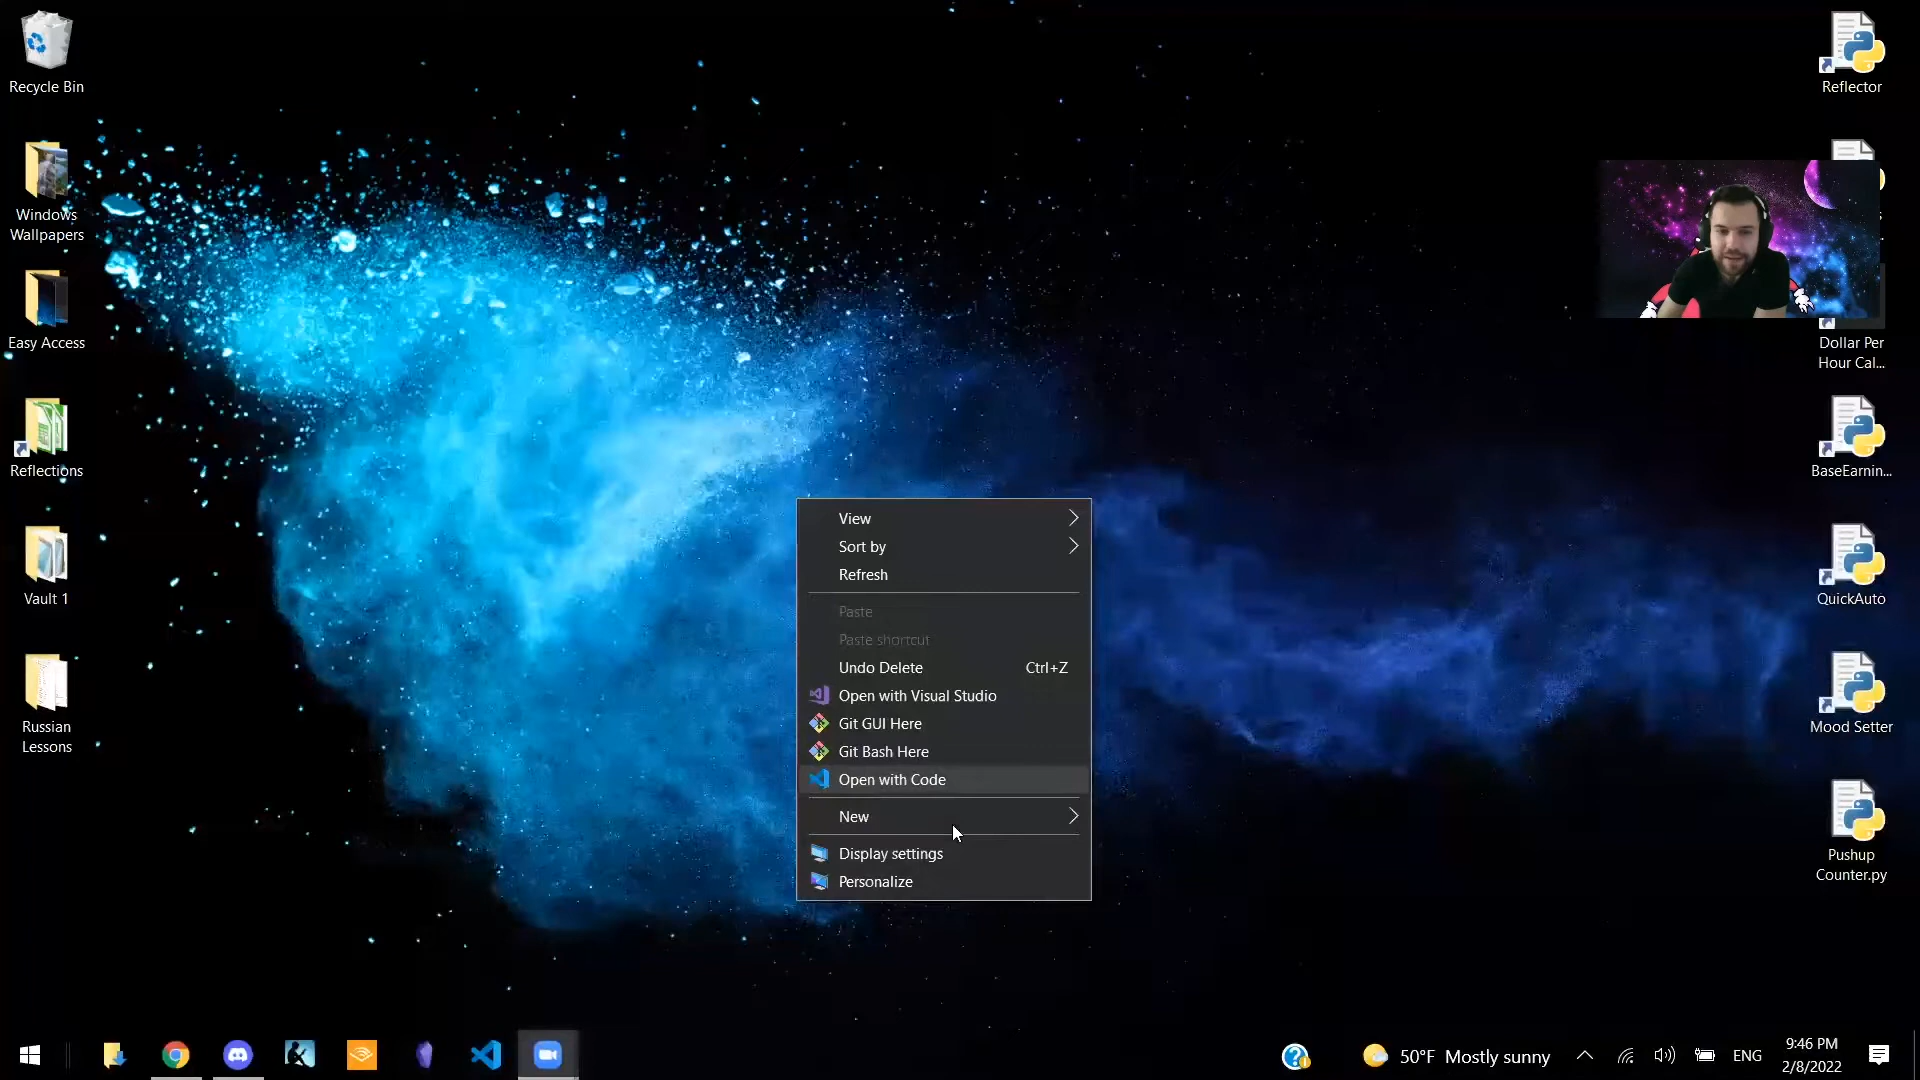 Recycle Bin
Windows
Wallpapers
Easy Access
Reflections
Vault 1
Russian
Lessons
View
Sort by
Refresh
Paste
Paste shortcut
Undo Delete Ctrl+Z
Open with Visual Studio
Git GUI Here
Git Bash Here
Open with Code
New
Display settings
Personalize
Reflector
Dollar Per
Hour Cal...
BaseEarnin...
QuickAuto
Mood Setter
Pushup
Counter.py
50°F Mostly sunny
ENG
9:46 PM
2/8/2022